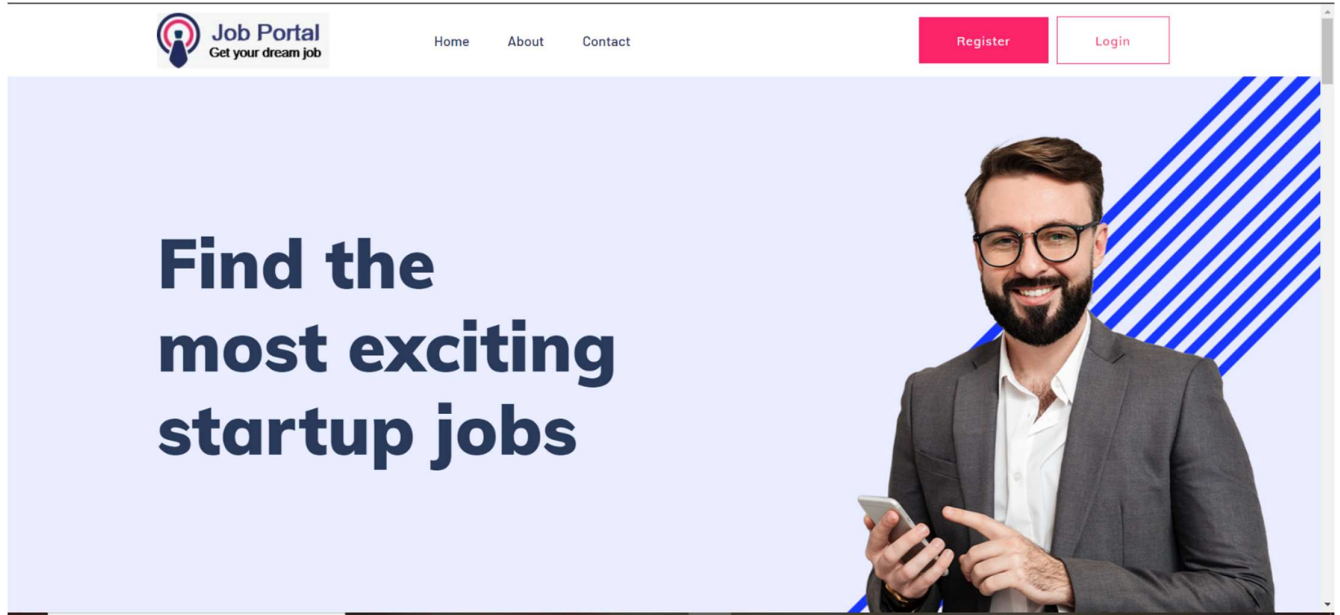 Job Portal
Get your dream job
Home About Contact
Register Login
Find the
most exciting
startup jobs